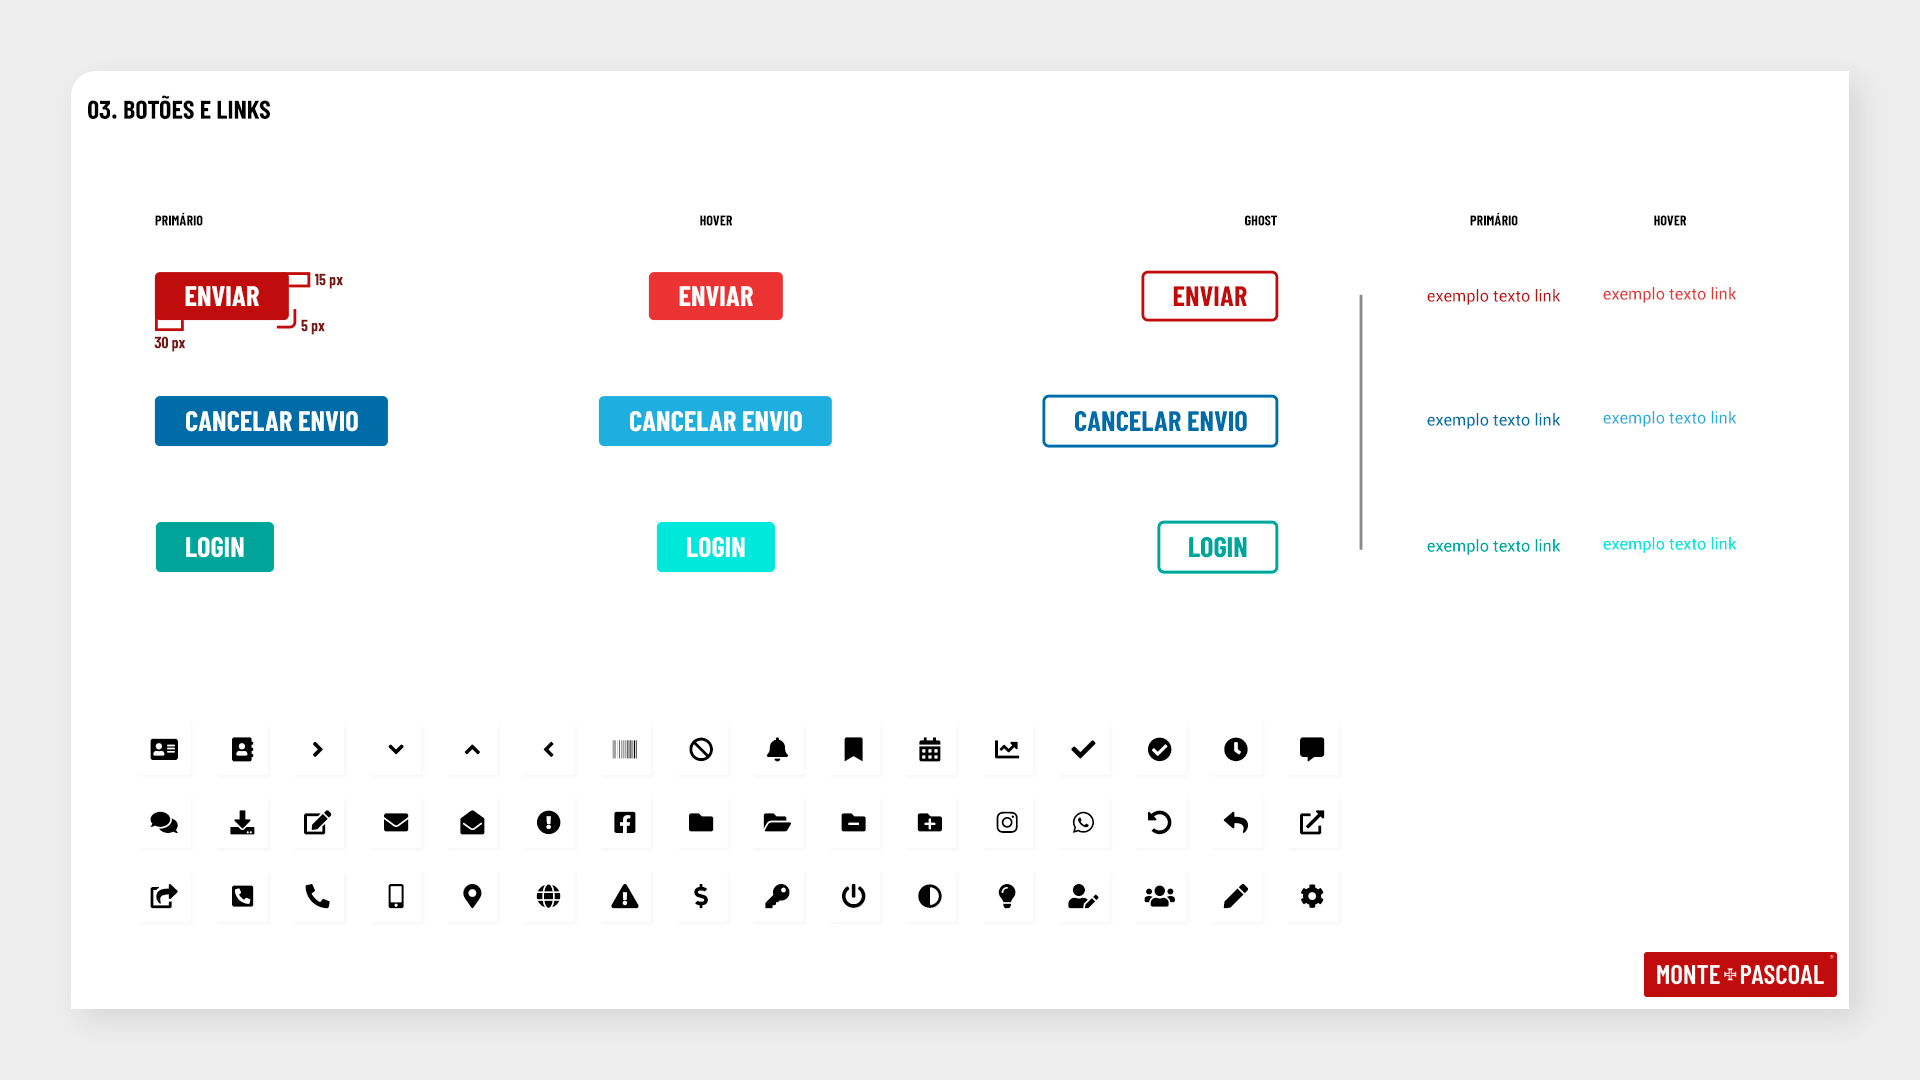 03. BOTÕES E LINKS
PRIMÁRIO HOVER GHOST PRIMÁRIO HOVER
ENVIAR 15 px ENVIAR ENVIAR exemplo texto link exemplo texto link
5 px
30 px
CANCELAR ENVIO CANCELAR ENVIO CANCELAR ENVIO exemplo texto link exemplo texto link
LOGIN LOGIN LOGIN exemplo texto link exemplo texto link
MONTE PASCOAL